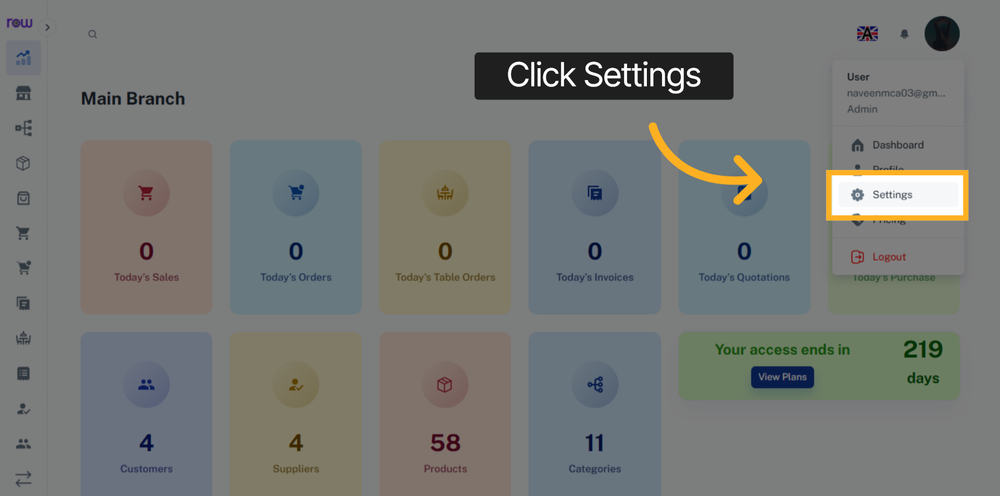 row
A
Click Settings
User
naveenmca03@gm...
Admin
Main Branch
Dashboard
Profile
Settings
Pricing
Logout
0
Today's Sales
0
Today's Orders
0
Today's Table Orders
0
Today's Invoices
0
Today's Quotations
Today's Purchase
4
Customers
4
Suppliers
58
Products
11
Categories
Your access ends in
219
View Plans
days